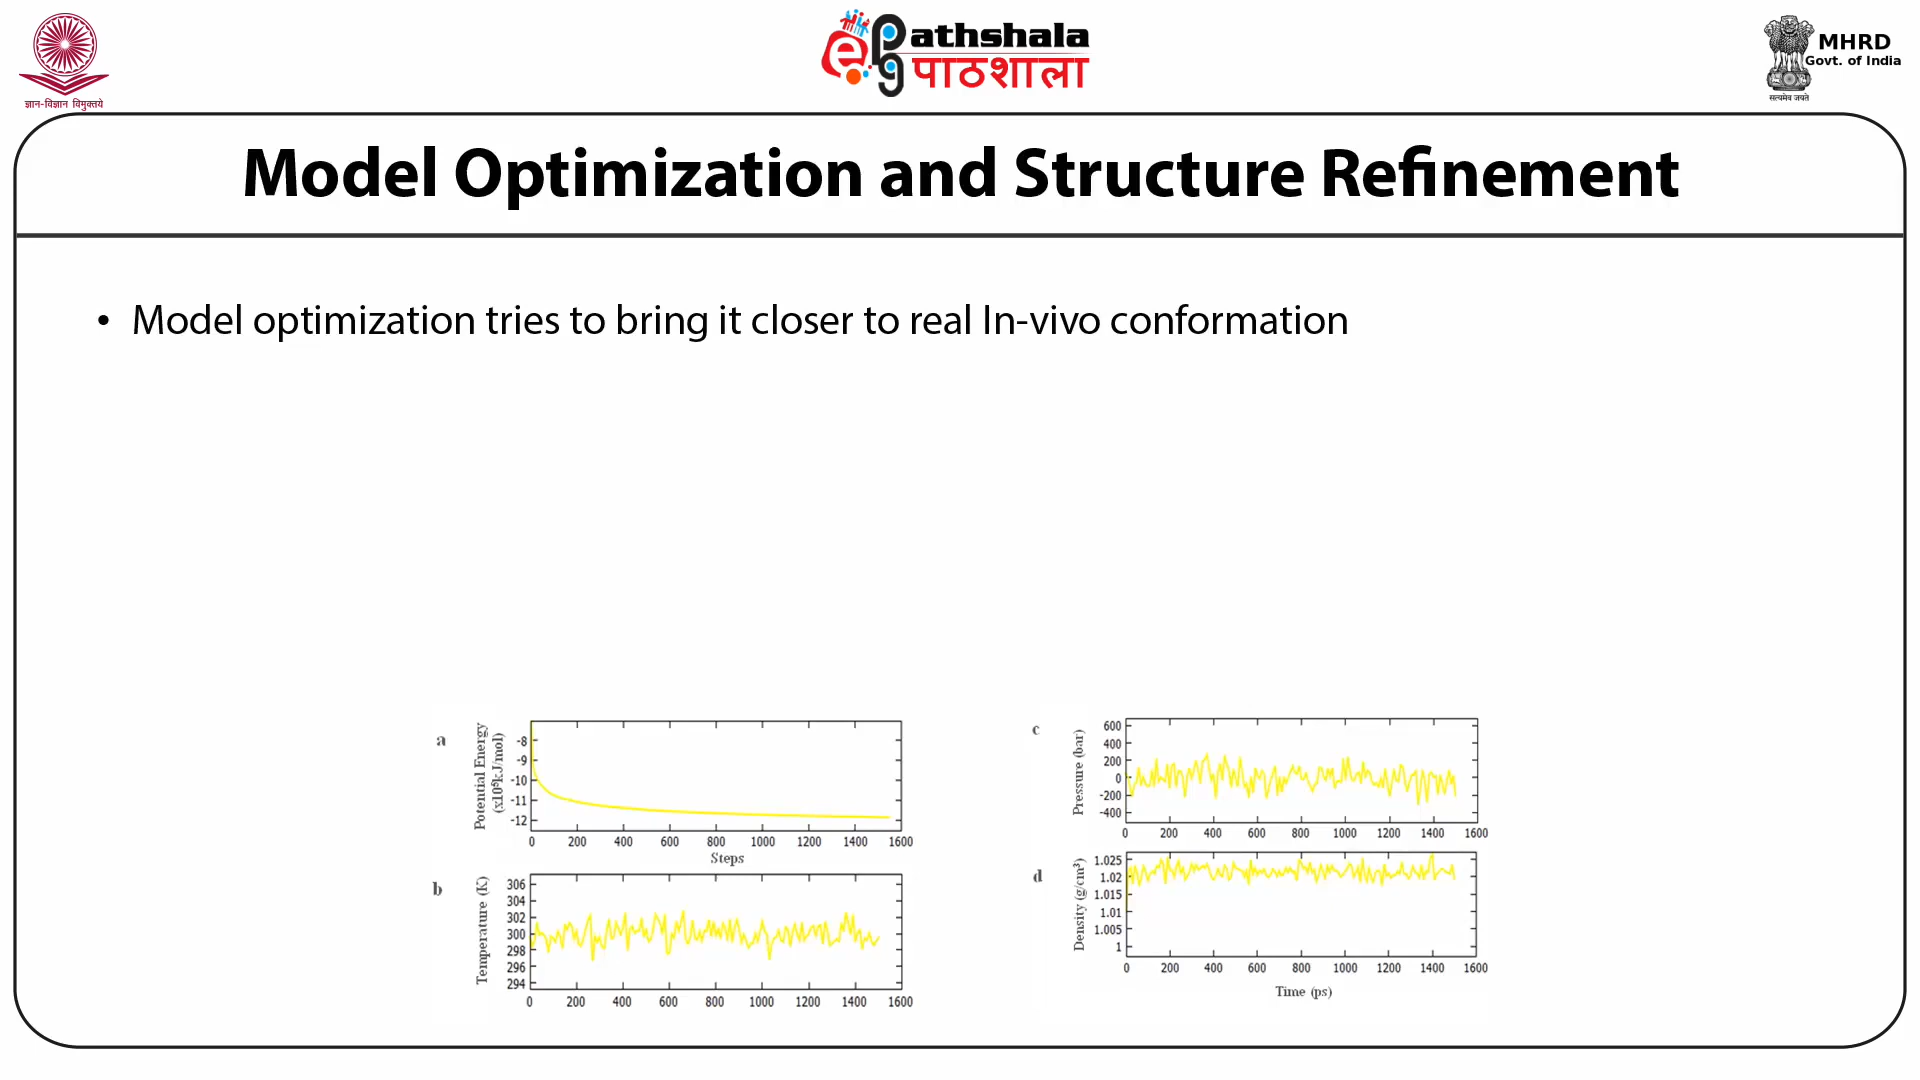 ज्ञान-विज्ञान विमुक्तये
ePathshala
पाठशाला
MHRD
Govt. of India
सत्यमेव जयते
Model Optimization and Structure Refinement
• Model optimization tries to bring it closer to real In-vivo conformation
a
Potential Energy
(x10⁵kJ/mol)
-8
-9
-10
-11
-12
0 200 400 600 800 1000 1200 1400 1600
Steps
b
Temperature (K)
306
304
302
300
298
296
294
0 200 400 600 800 1000 1200 1400 1600
c
Pressure (bar)
600
400
200
0
-200
-400
0 200 400 600 800 1000 1200 1400 1600
d
Density (g/cm³)
1.025
1.02
1.015
1.01
1.005
1
0 200 400 600 800 1000 1200 1400 1600
Time (ps)